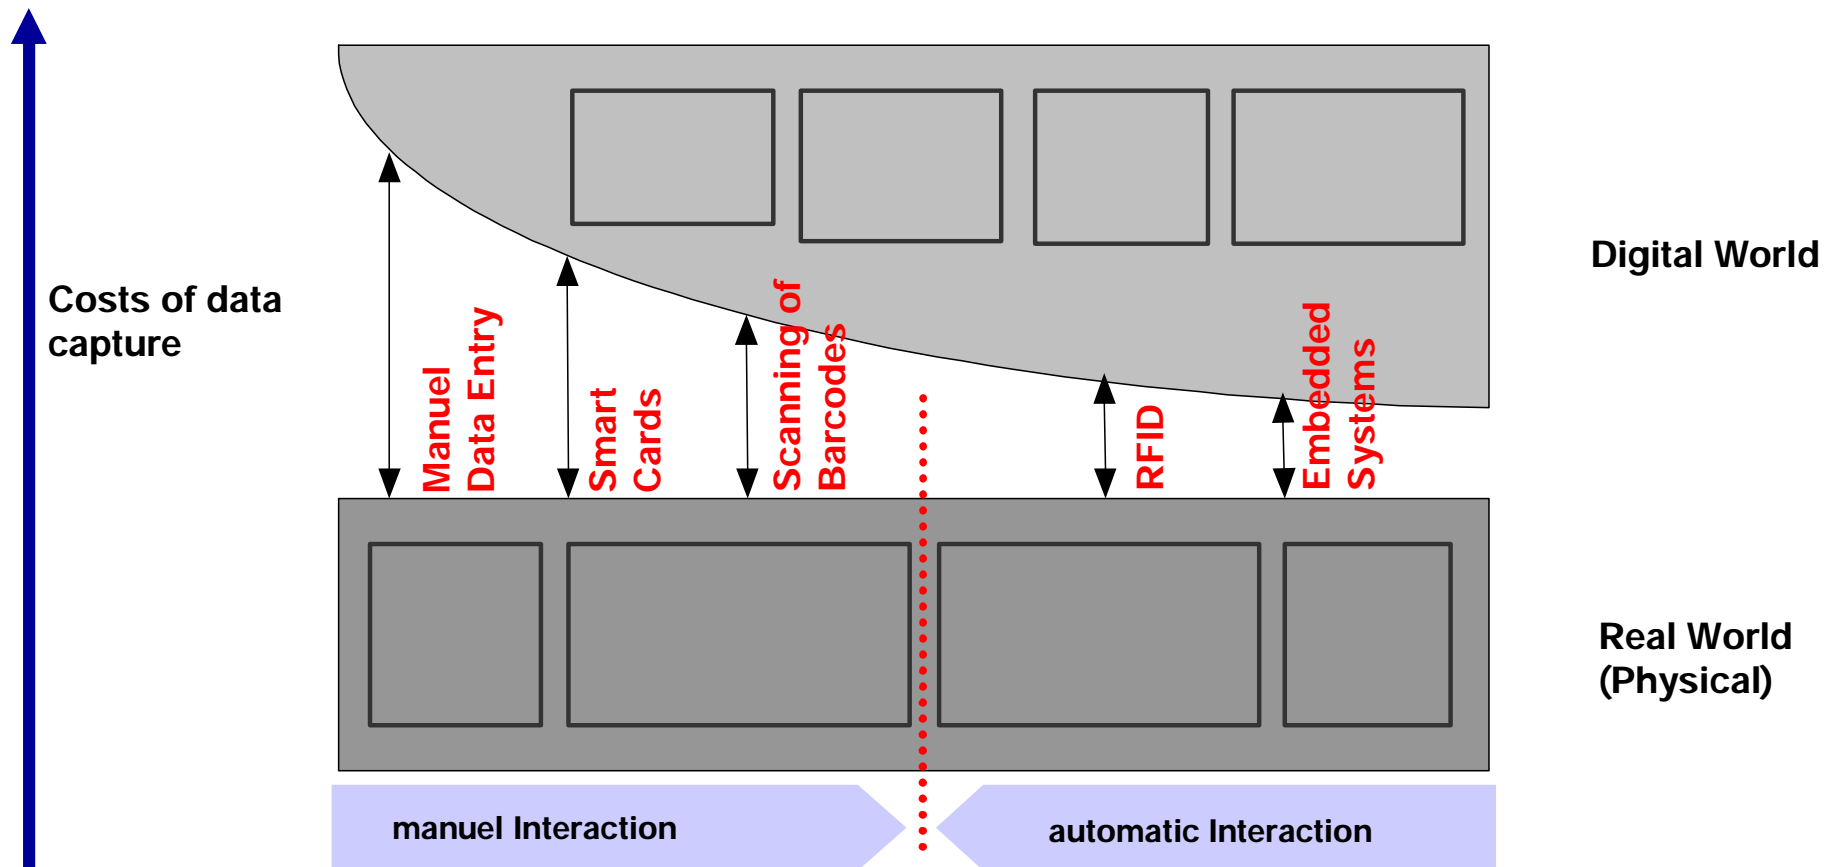 Costs of data
capture
Manuel
Data Entry
Smart
Cards
Scanning of
Barcodes
RFID
Embedded
Systems
Digital World
Real World
(Physical)
manuel Interaction
automatic Interaction